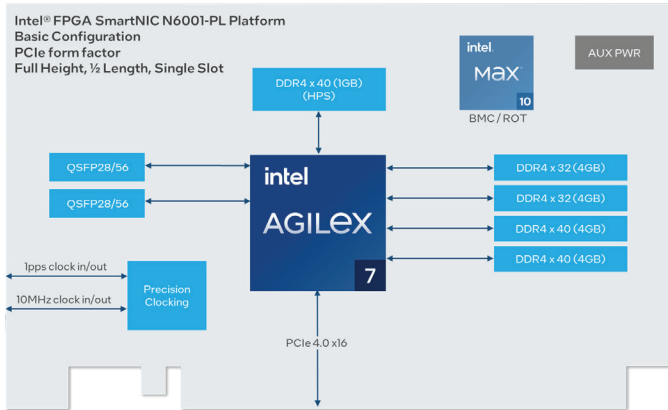 Intel® FPGA SmartNIC N6001-PL Platform
Basic Configuration
PCIe form factor
Full Height, ½ Length, Single Slot
DDR4 x 40 (1GB)
(HPS)
intel.
MAX
10
BMC / ROT
AUX PWR
QSFP28/56
QSFP28/56
intel
AGILEX
7
DDR4 x 32 (4GB)
DDR4 x 32 (4GB)
DDR4 x 40 (4GB)
DDR4 x 40 (4GB)
1pps clock in/out
10MHz clock in/out
Precision
Clocking
PCIe 4.0 x16